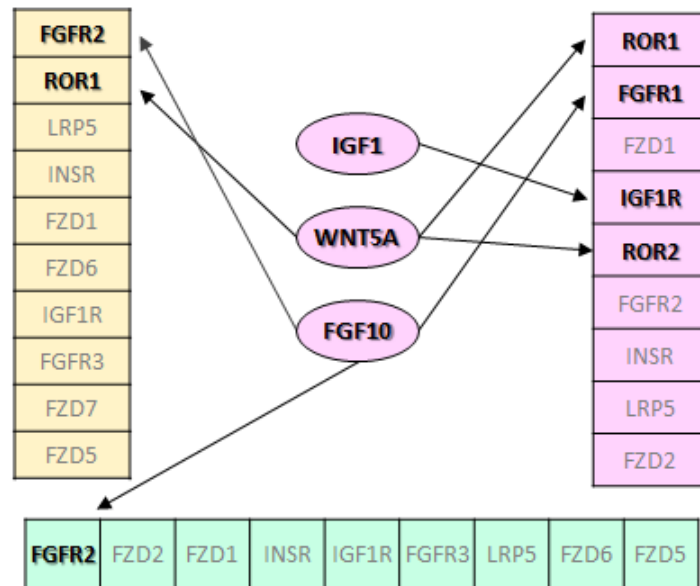 FGFR2
ROR1
LRP5
INSR
FZD1
FZD6
IGF1R
FGFR3
FZD7
FZD5
IGF1
WNT5A
FGF10
ROR1
FGFR1
FZD1
IGF1R
ROR2
FGFR2
INSR
LRP5
FZD2
FGFR2 FZD2 FZD1 INSR IGF1R FGFR3 LRP5 FZD6 FZD5